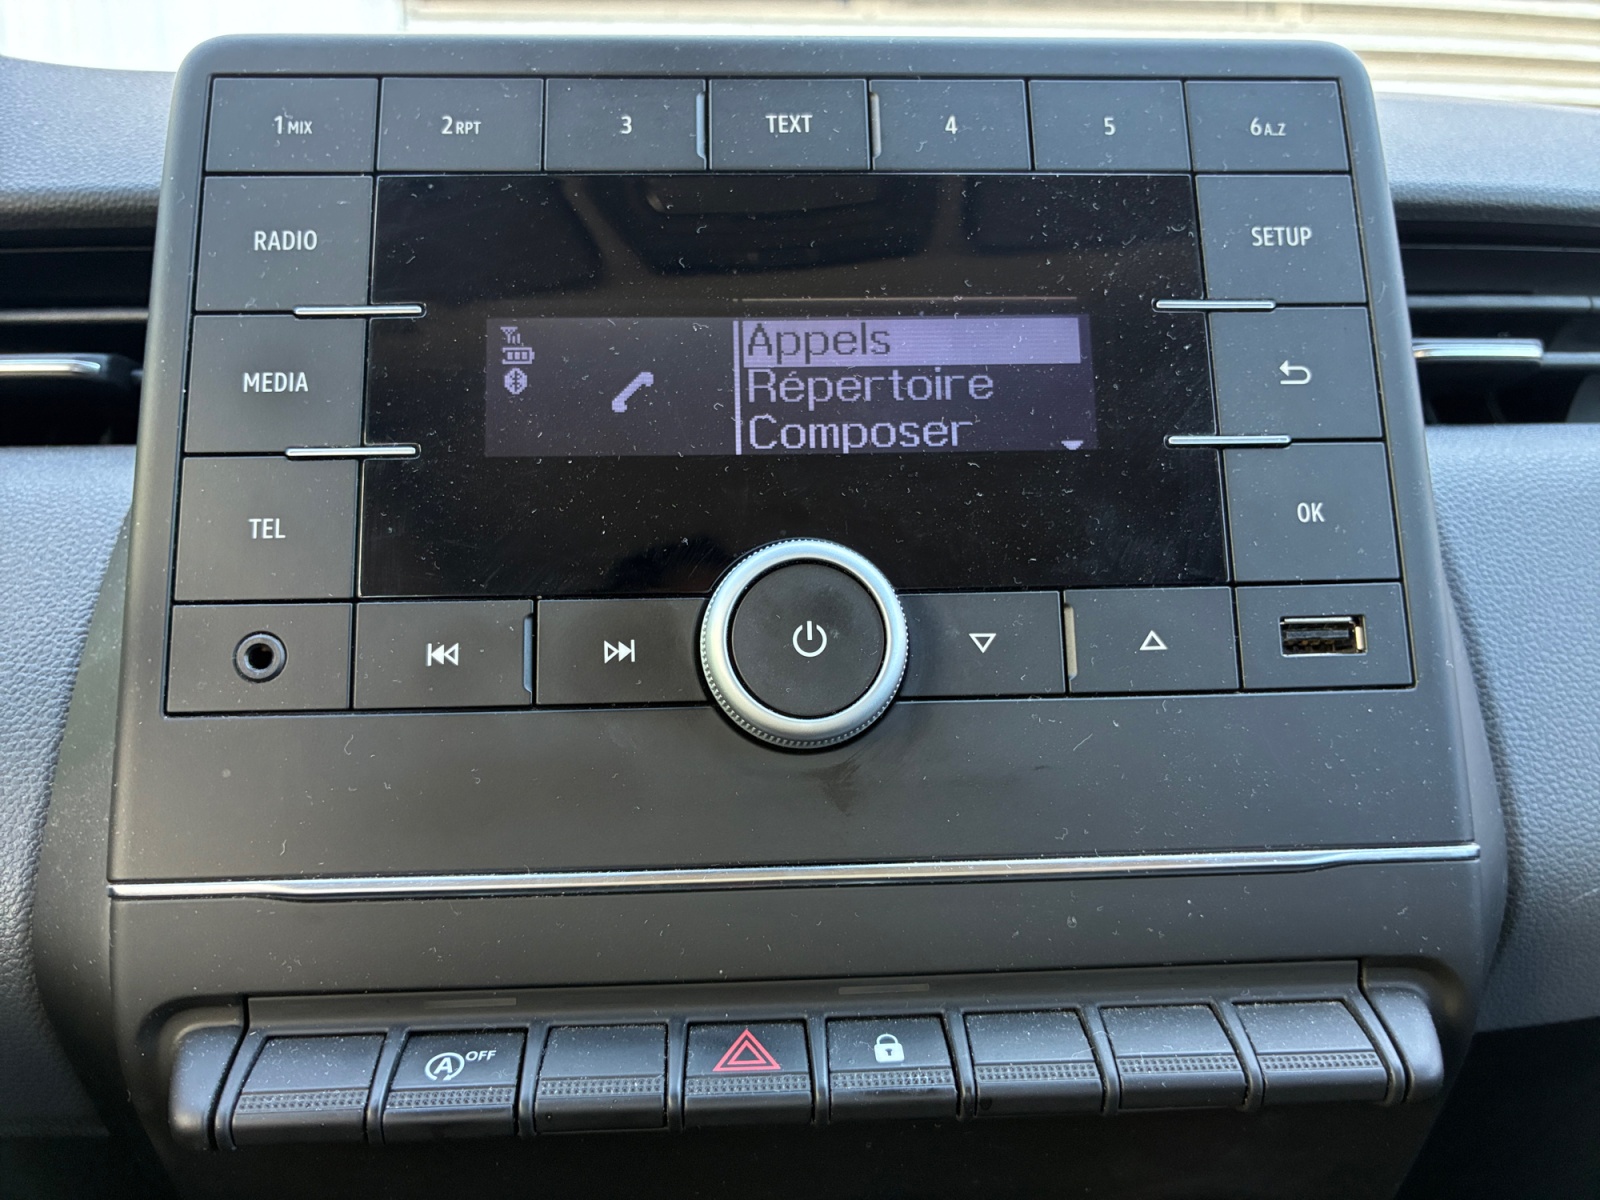 1MIX 2RPT 3 TEXT 4 5 6A..Z
RADIO
SETUP
Appels
MEDIA
Répertoire
Composer
TEL
OK
A OFF